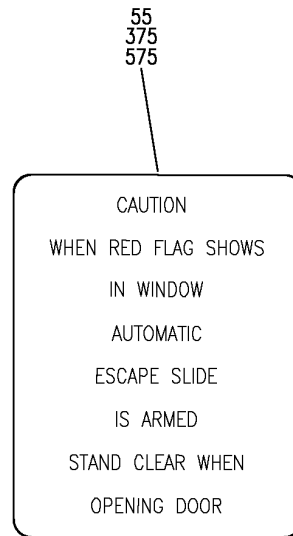 55
375
575
CAUTION
WHEN RED FLAG SHOWS
IN WINDOW
AUTOMATIC
ESCAPE SLIDE
IS ARMED
STAND CLEAR WHEN
OPENING DOOR